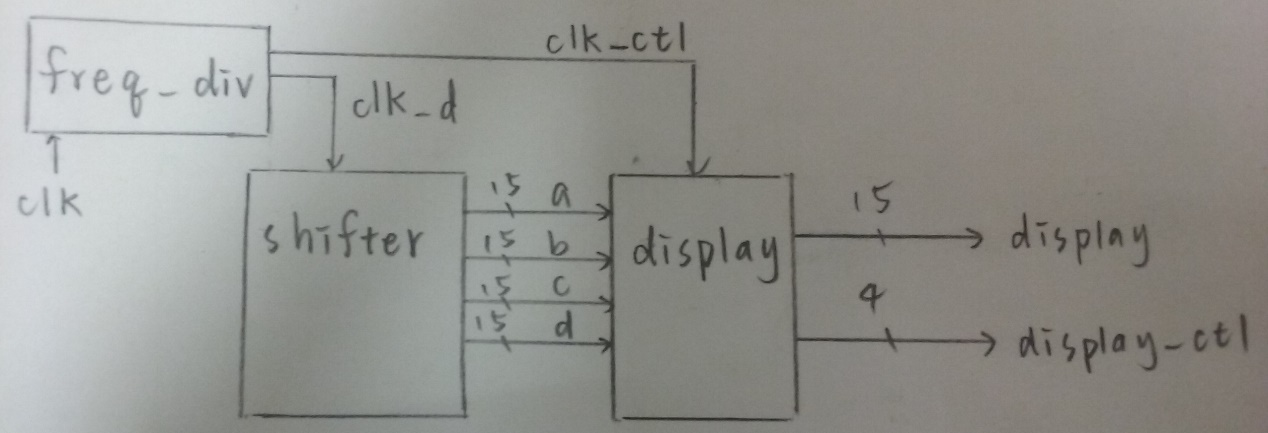 clk_ctl
freq_div
clk_d
clk
15 a
15 b
15 c
15 d
shifter
display
15
display
4
display_ctl